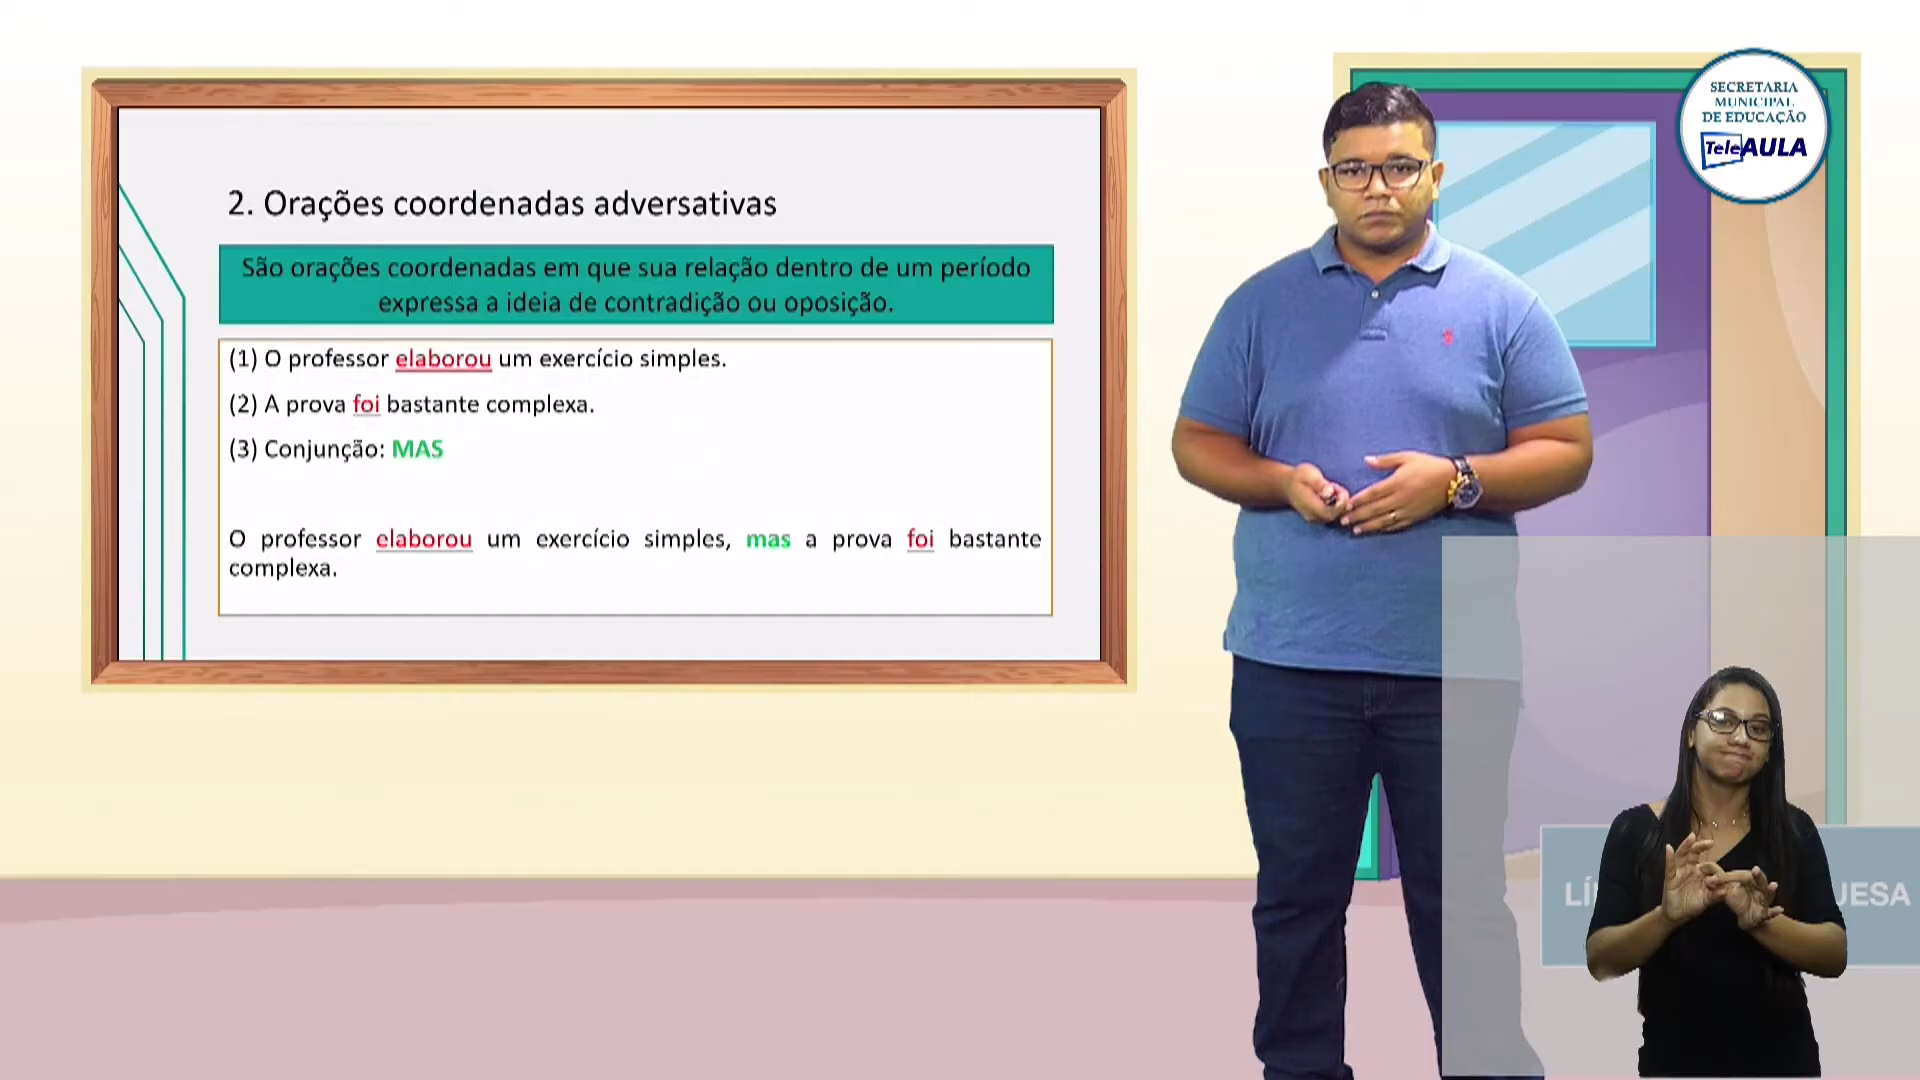 2. Orações coordenadas adversativas
São orações coordenadas em que sua relação dentro de um período
expressa a ideia de contradição ou oposição.
(1) O professor elaborou um exercício simples.
(2) A prova foi bastante complexa.
(3) Conjunção: MAS
O professor elaborou um exercício simples, mas a prova foi bastante
complexa.
SECRETARIA
MUNICIPAL
DE EDUCAÇÃO
TeleAULA